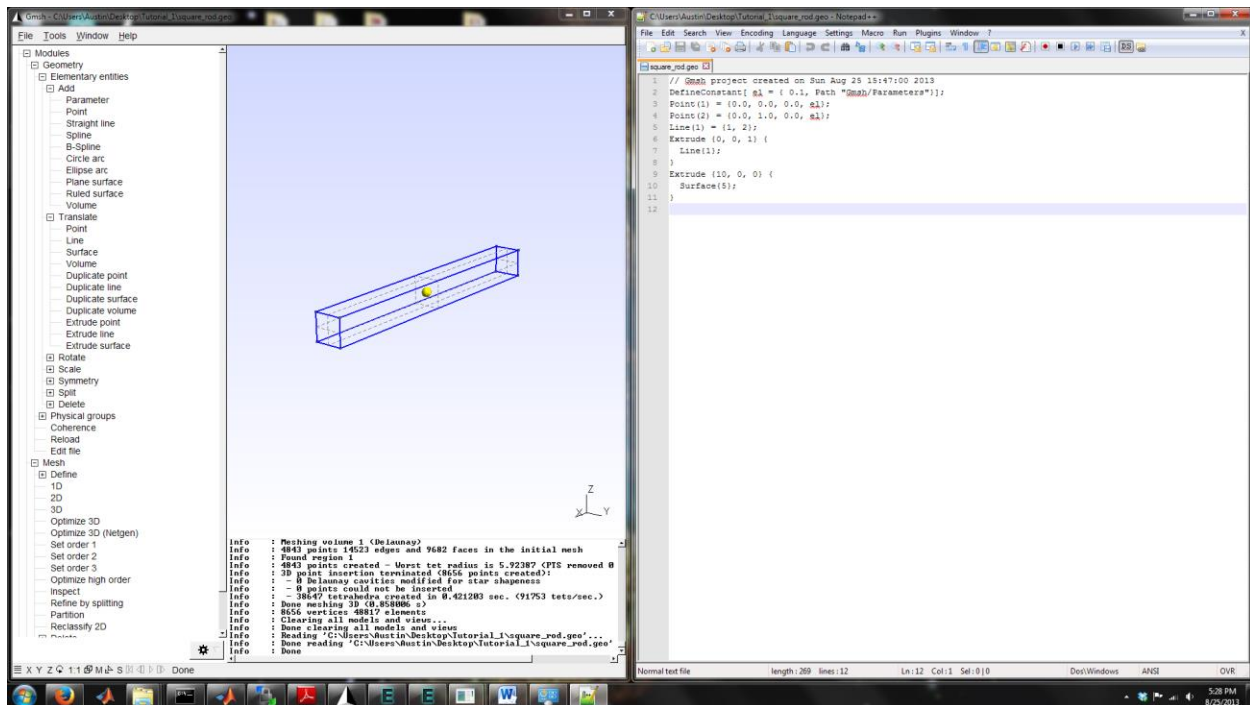 Gmsh - C:\Users\Austin\Desktop\Tutorial_1\square_rod.geo
File Tools Window Help
Modules
Geometry
Elementary entities
Add
Parameter
Point
Straight line
Spline
B-Spline
Circle arc
Ellipse arc
Plane surface
Ruled surface
Volume
Translate
Point
Line
Surface
Volume
Duplicate point
Duplicate line
Duplicate surface
Duplicate volume
Extrude point
Extrude line
Extrude surface
Rotate
Scale
Symmetry
Split
Delete
Physical groups
Coherence
Reload
Edit file
Mesh
Define
1D
2D
3D
Optimize 3D
Optimize 3D (Netgen)
Set order 1
Set order 2
Set order 3
Optimize high order
Inspect
Refine by splitting
Partition
Reclassify 2D
Z
X Y
Info : Meshing volume 1 (Delaunay)
Info : 4843 points 14523 edges and 9682 faces in the initial mesh
Info : Found region 1
Info : 4843 points created - Worst tet radius is 5.92387 (PTS removed 0
Info : 3D point insertion terminated (8656 points created):
Info : - 0 Delaunay cavities modified for star shapeness
Info : - 0 points could not be inserted
Info : - 38647 tetrahedra created in 0.421203 sec. (91753 tets/sec.)
Info : Done meshing 3D (0.858006 s)
Info : 8656 vertices 48817 elements
Info : Clearing all models and views...
Info : Done clearing all models and views
Info : Reading 'C:\Users\Austin\Desktop\Tutorial_1\square_rod.geo'...
Info : Done reading 'C:\Users\Austin\Desktop\Tutorial_1\square_rod.geo'
Info : Done
X Y Z 1:1 M S Done
C:\Users\Austin\Desktop\Tutorial_1\square_rod.geo - Notepad++
File Edit Search View Encoding Language Settings Macro Run Plugins Window ? X
square_rod.geo
1 // Gmsh project created on Sun Aug 25 15:47:00 2013
2 DefineConstant[ el = { 0.1, Path "Gmsh/Parameters"}];
3 Point(1) = {0.0, 0.0, 0.0, el};
4 Point(2) = {0.0, 1.0, 0.0, el};
5 Line(1) = {1, 2};
6 Extrude {0, 0, 1} {
7 Line{1};
8 }
9 Extrude {10, 0, 0} {
10 Surface{5};
11 }
12
Normal text file length : 269 lines : 12 Ln : 12 Col : 1 Sel : 0 | 0 Dos\Windows ANSI OVR
5:28 PM
8/25/2013